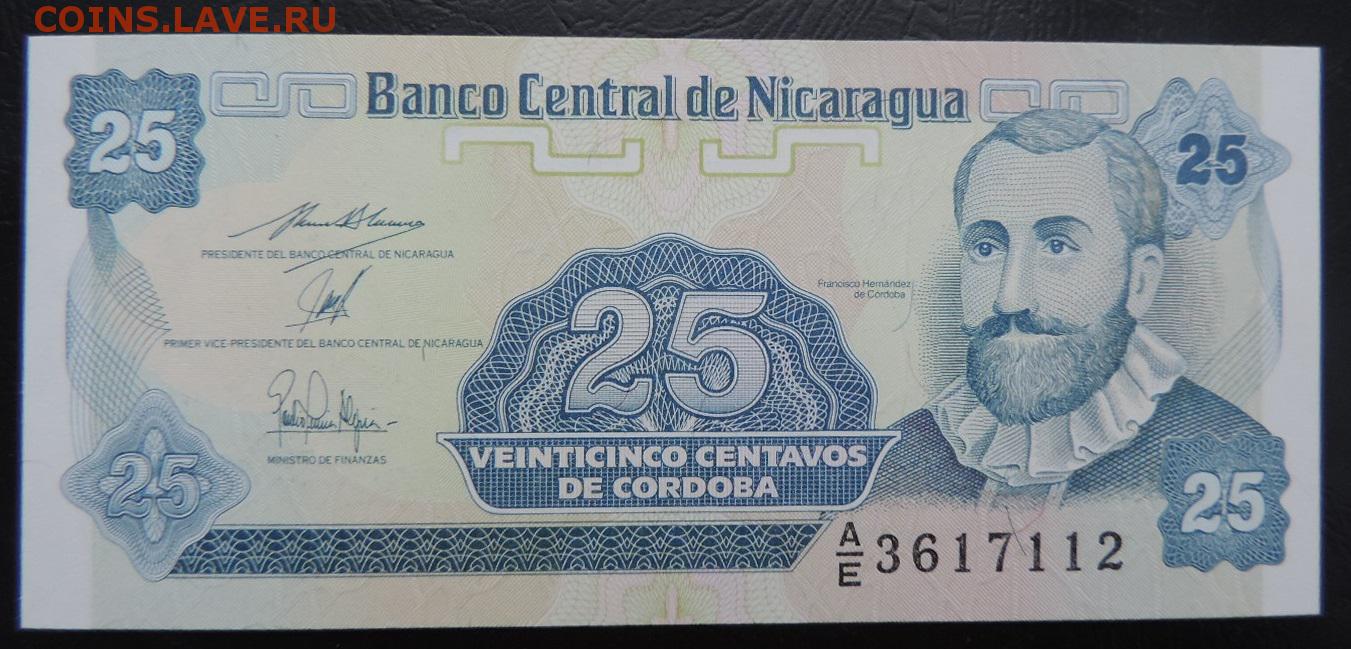 COINS.LAVE.RU
Banco Central de Nicaragua
25
25
PRESIDENTE DEL BANCO CENTRAL DE NICARAGUA
Francisco Hernández
de Córdoba
25
PRIMER VICE-PRESIDENTE DEL BANCO CENTRAL DE NICARAGUA
MINISTRO DE FINANZAS
VEINTICINCO CENTAVOS
DE CORDOBA
25
25
A/E 3617112